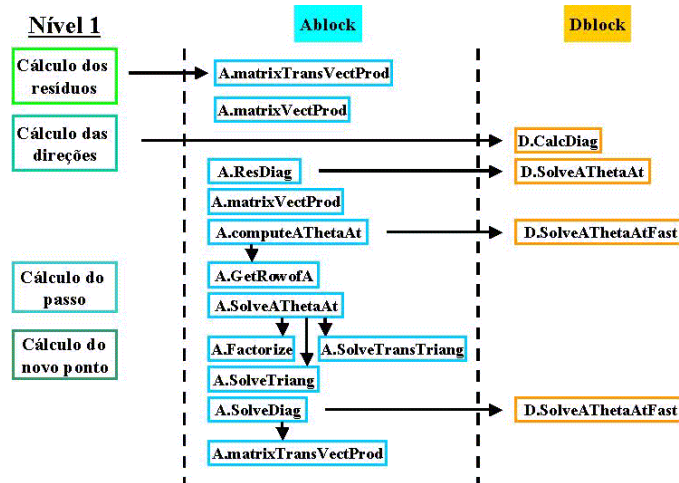 Nível 1
Ablock
Dblock
Cálculo dos
resíduos
A.matrixTransVectProd
A.matrixVectProd
Cálculo das
direções
D.CalcDiag
A.ResDiag
D.SolveAThetaAt
A.matrixVectProd
A.computeAThetaAt
D.SolveAThetaAtFast
Cálculo do
passo
A.GetRowofA
A.SolveAThetaAt
Cálculo do
novo ponto
A.Factorize
A.SolveTransTriang
A.SolveTriang
A.SolveDiag
D.SolveAThetaAtFast
A.matrixTransVectProd